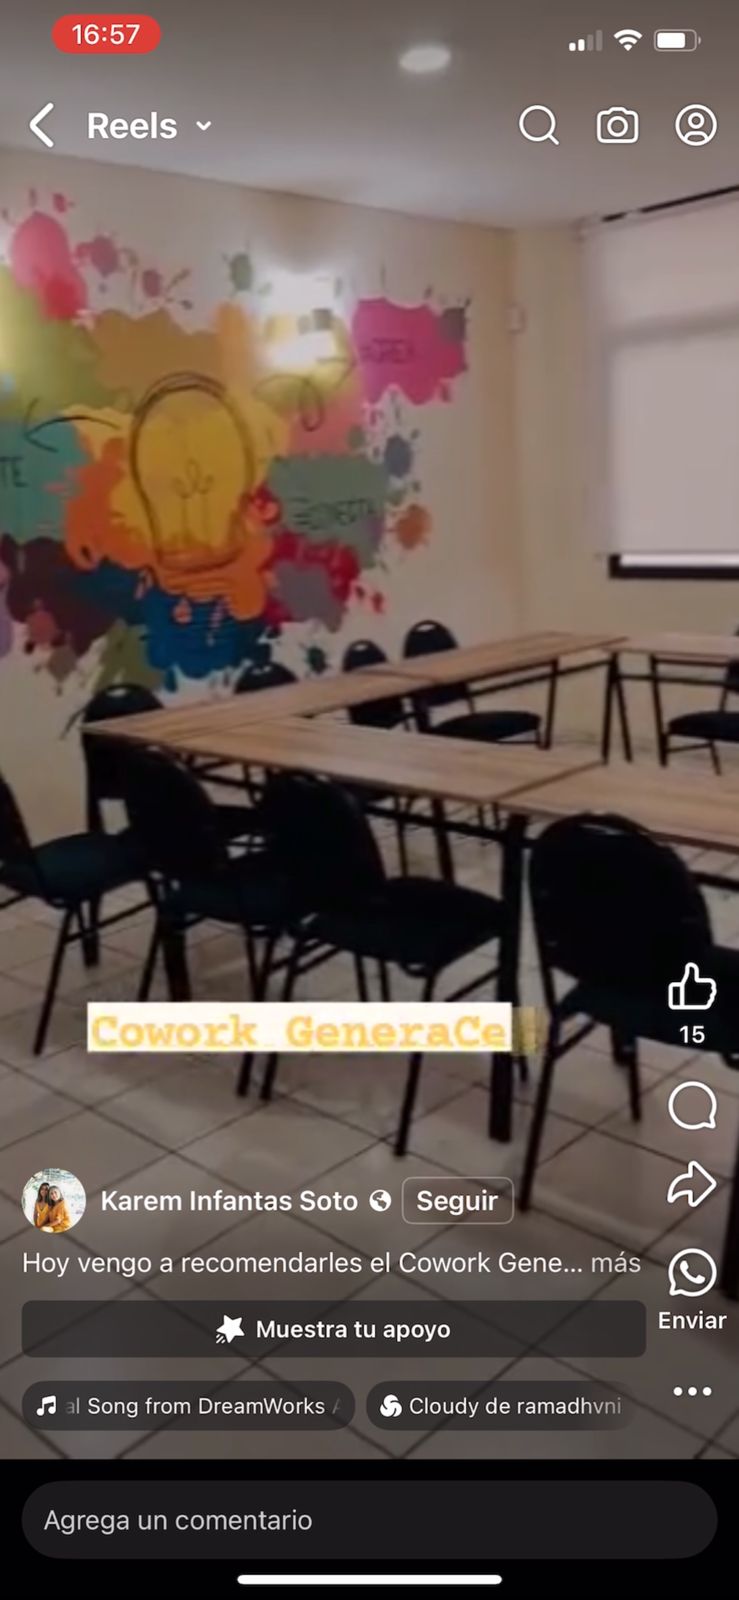 16:57
Reels
TE
Cowork GeneraCe
15
Karem Infantas Soto
Seguir
Hoy vengo a recomendarles el Cowork Gene... más
Enviar
Muestra tu apoyo
al Song from DreamWorks
Cloudy de ramadhvni
Agrega un comentario